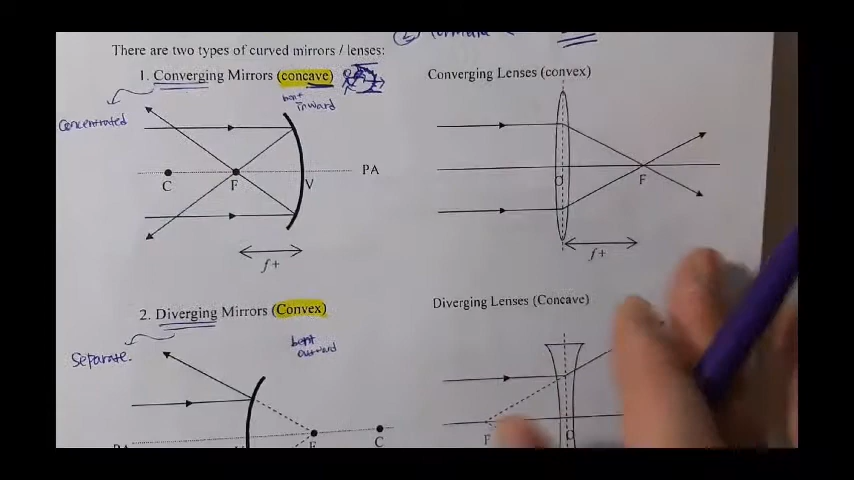 There are two types of curved mirrors / lenses:
1. Converging Mirrors (concave)
bent
inward
concentrated
C
F
V
PA
f+
Converging Lenses (convex)
O
F
f+
2. Diverging Mirrors (Convex)
bent
outward
Separate.
F
C
PA
Diverging Lenses (Concave)
F
O